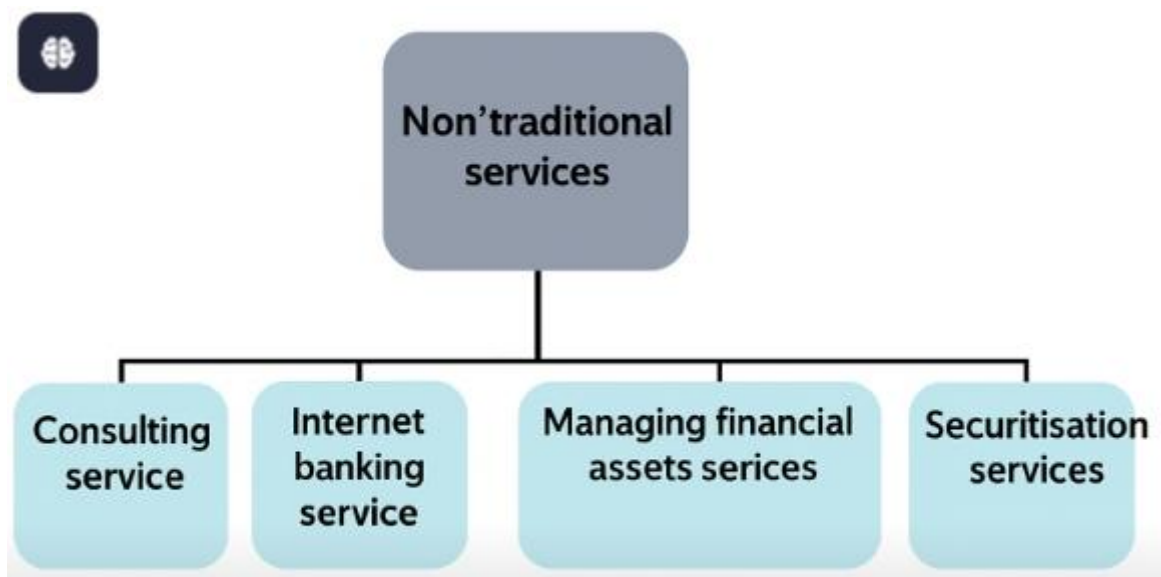 Non’traditional
services
Consulting
service
Internet
banking
service
Managing financial
assets serices
Securitisation
services